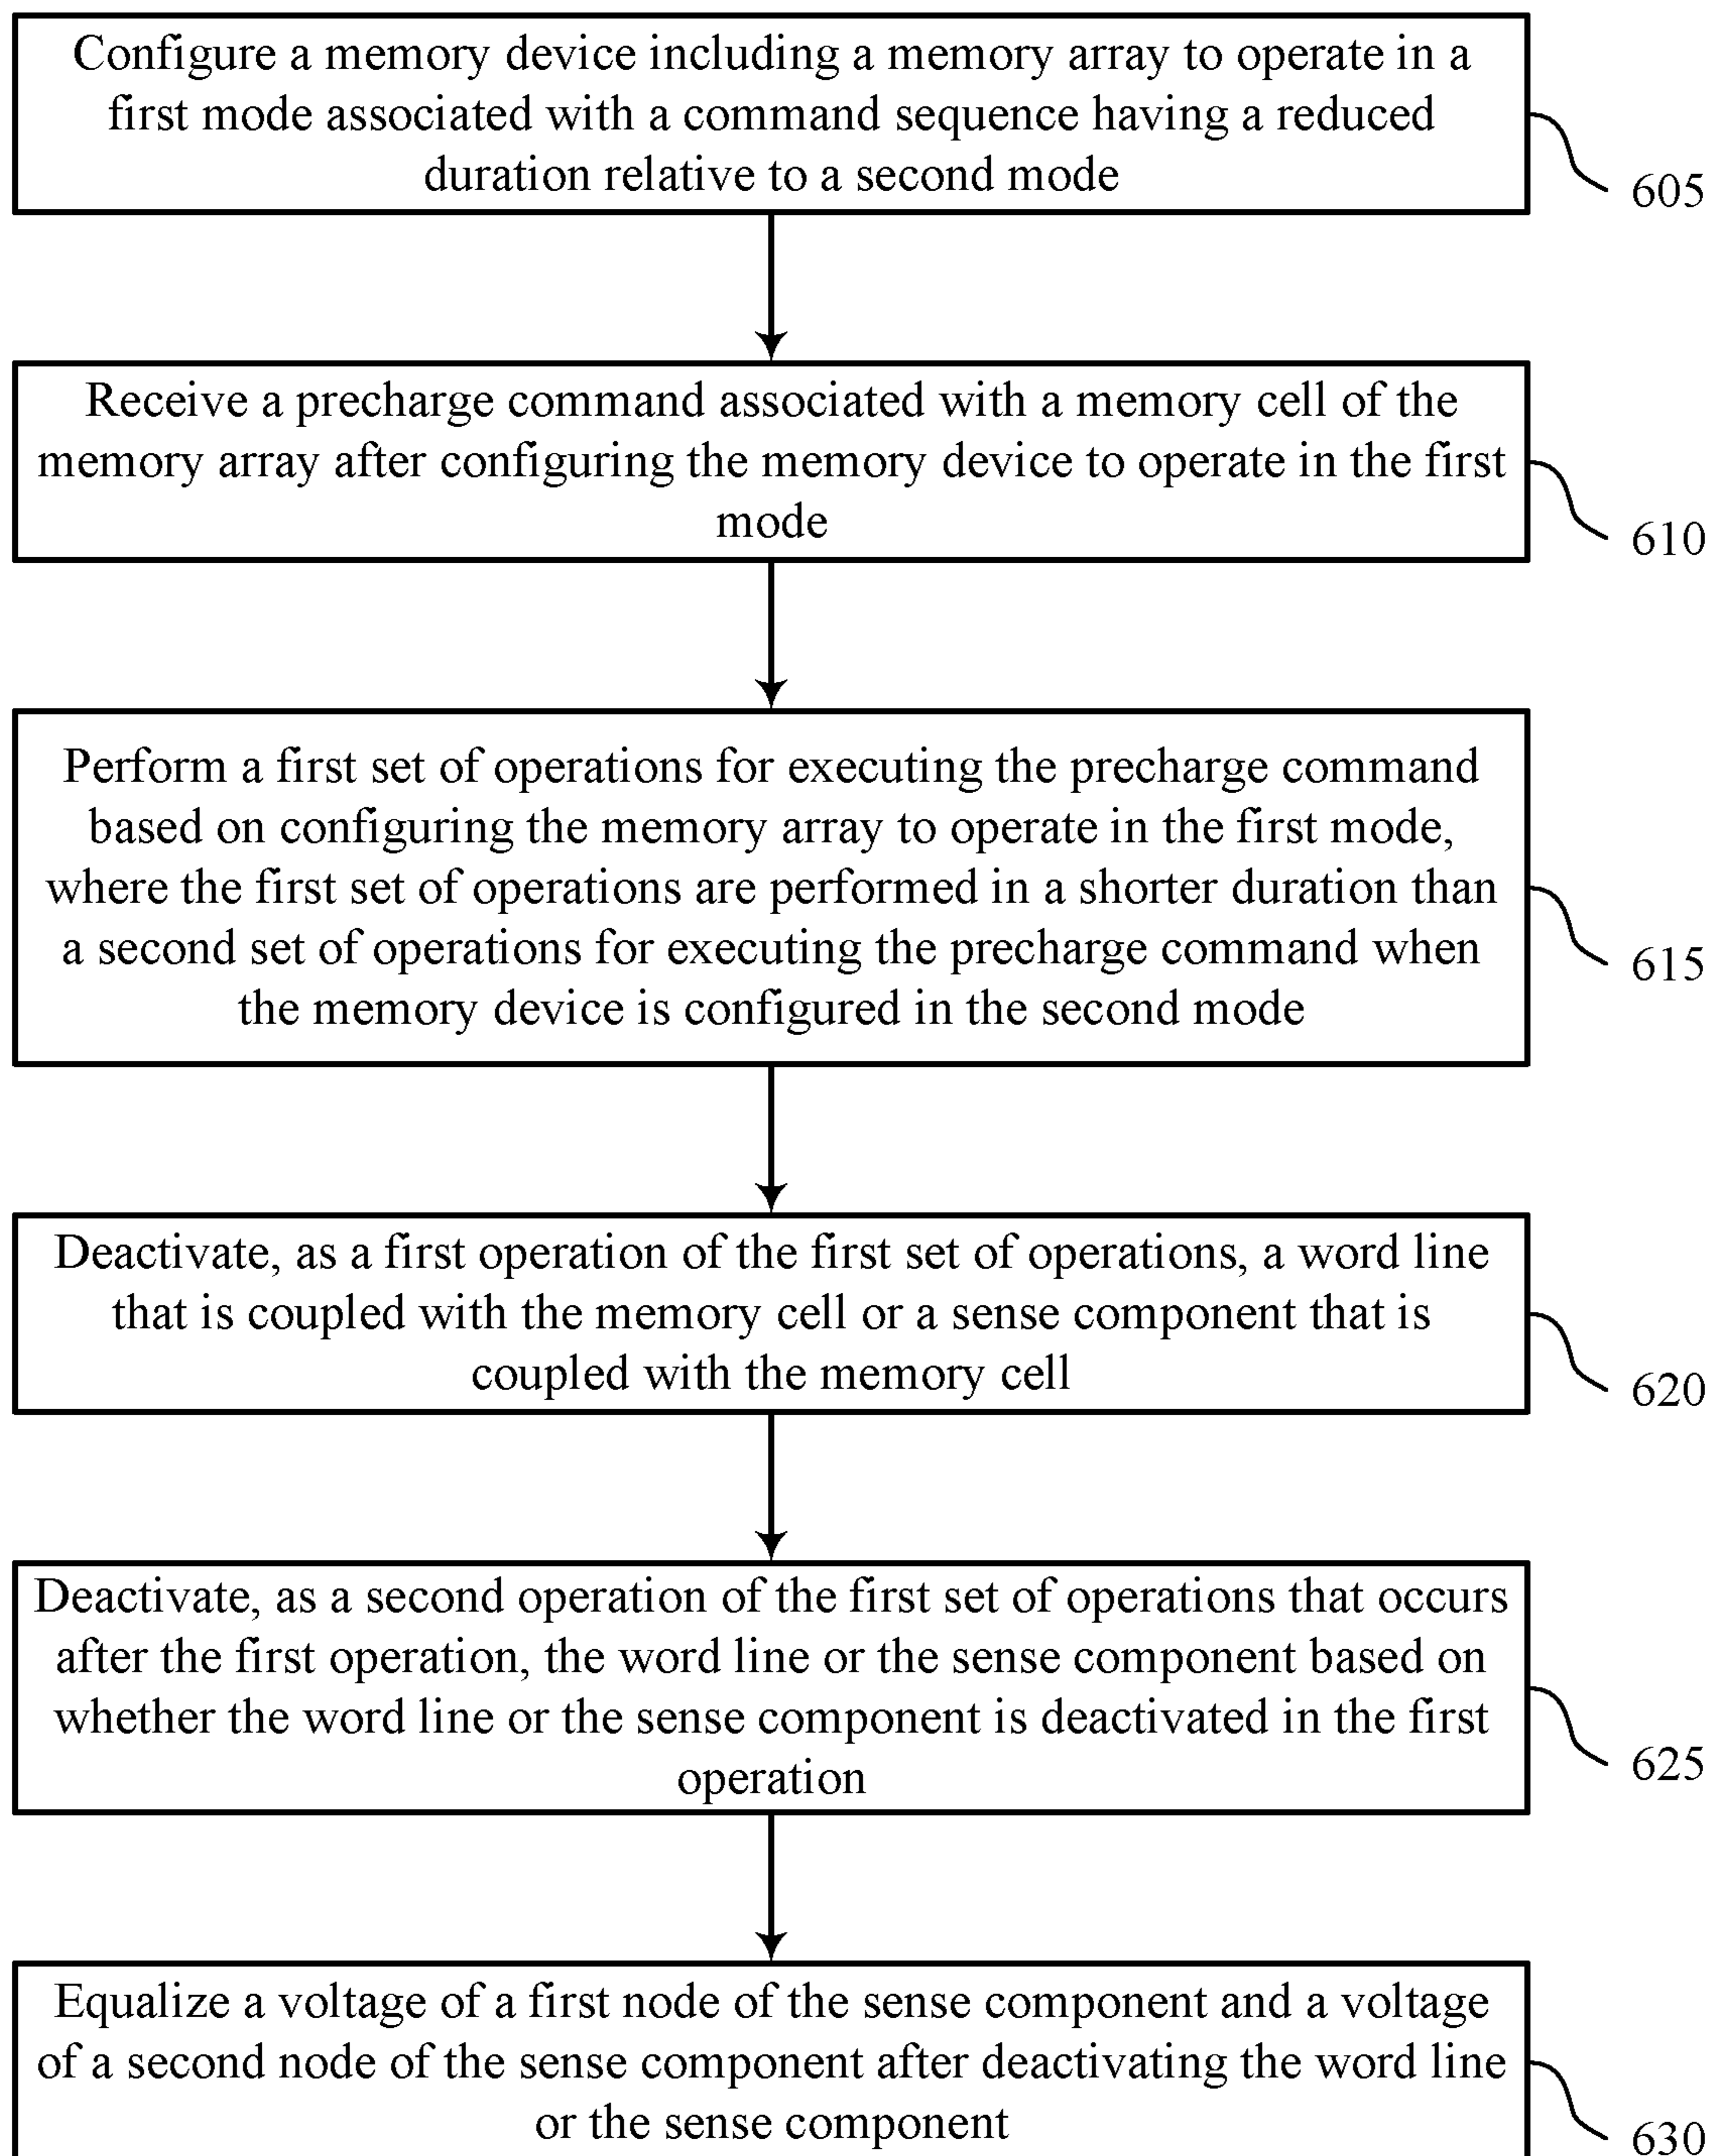 Configure a memory device including a memory array to operate in a
first mode associated with a command sequence having a reduced
duration relative to a second mode
605
Receive a precharge command associated with a memory cell of the
memory array after configuring the memory device to operate in the first
mode
610
Perform a first set of operations for executing the precharge command
based on configuring the memory array to operate in the first mode,
where the first set of operations are performed in a shorter duration than
a second set of operations for executing the precharge command when
the memory device is configured in the second mode
615
Deactivate, as a first operation of the first set of operations, a word line
that is coupled with the memory cell or a sense component that is
coupled with the memory cell
620
Deactivate, as a second operation of the first set of operations that occurs
after the first operation, the word line or the sense component based on
whether the word line or the sense component is deactivated in the first
operation
625
Equalize a voltage of a first node of the sense component and a voltage
of a second node of the sense component after deactivating the word line
or the sense component
630